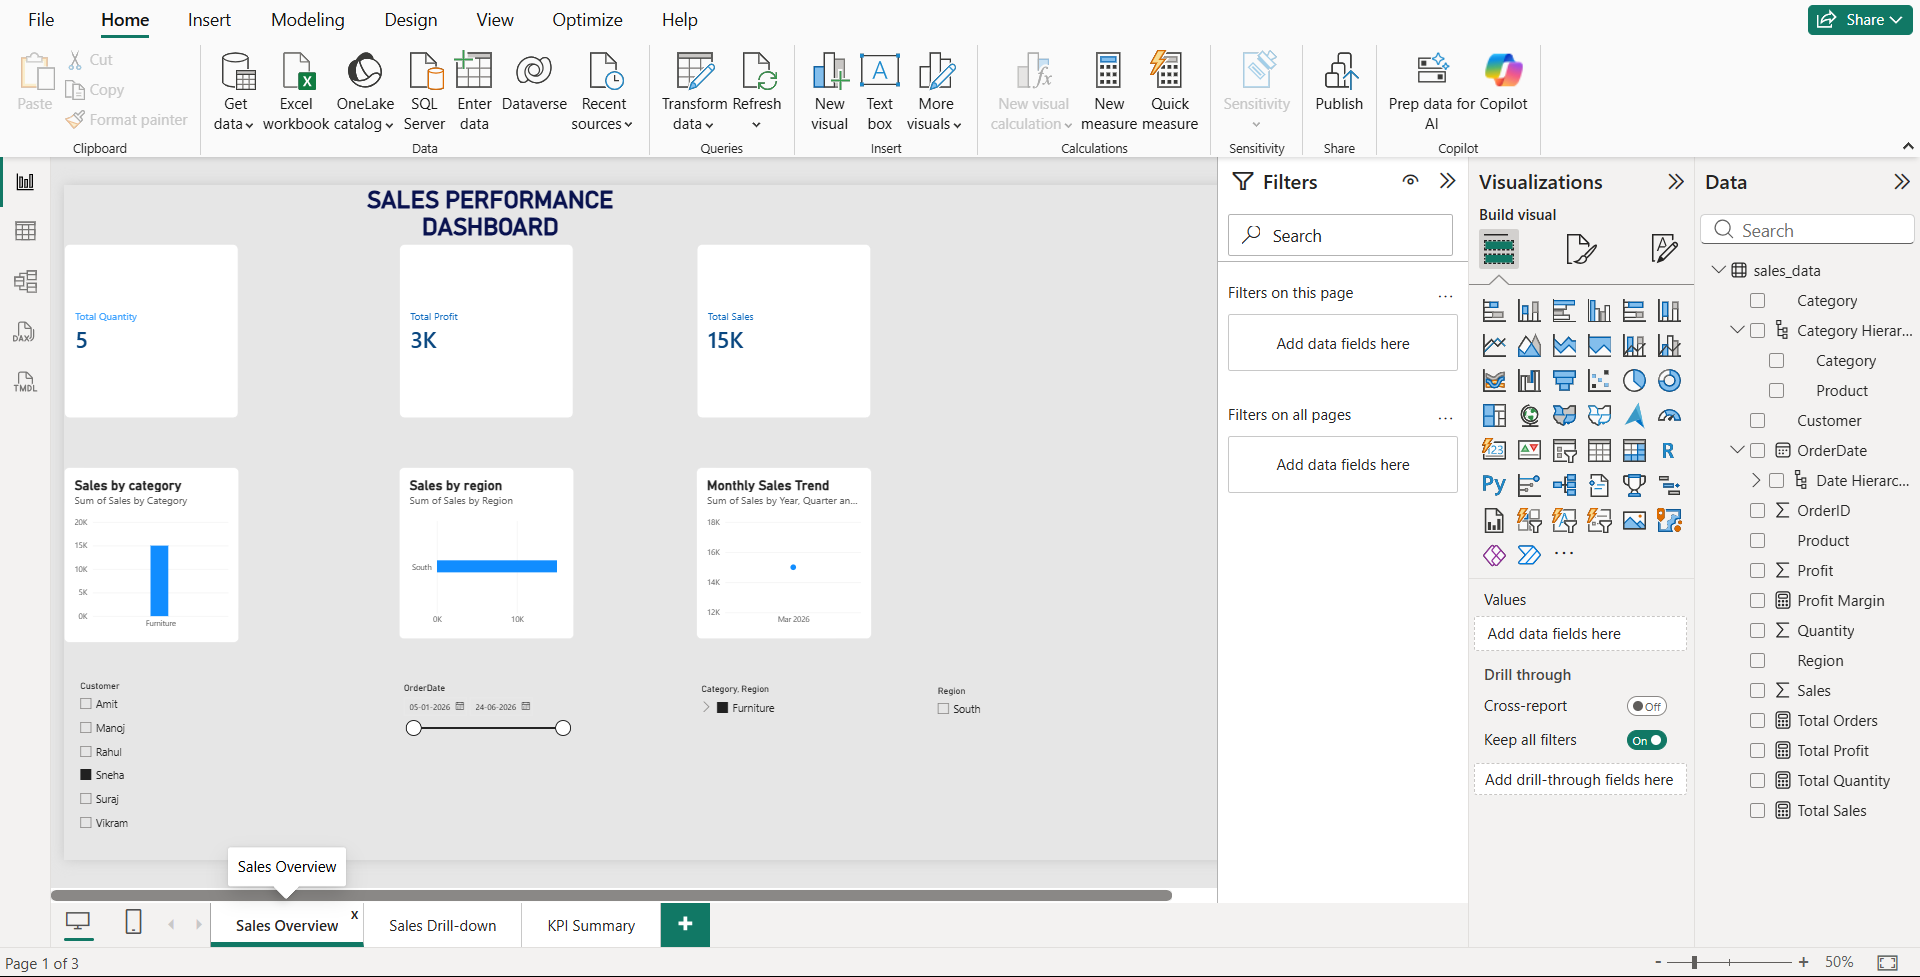 File
Home
Insert
Modeling
Design
View
Optimize
Help
Share
Paste
Cut
Copy
Format painter
Clipboard
Get data
Excel workbook
OneLake catalog
SQL Server
Enter data
Dataverse
Recent sources
Data
Transform data
Refresh
Queries
New visual
Text box
More visuals
Insert
New visual calculation
New measure
Quick measure
Calculations
Sensitivity
Sensitivity
Publish
Share
Prep data for AI
Copilot
Copilot
DAX
TMDL
SALES PERFORMANCE
DASHBOARD
Total Quantity
5
Total Profit
3K
Total Sales
15K
Sales by category
Sum of Sales by Category
20K
15K
10K
5K
0K
Furniture
Sales by region
Sum of Sales by Region
South
0K
10K
Monthly Sales Trend
Sum of Sales by Year, Quarter an...
18K
16K
14K
12K
Mar 2026
Customer
Amit
Manoj
Rahul
Sneha
Suraj
Vikram
OrderDate
05-01-2026
24-06-2026
Category, Region
Furniture
Region
South
Sales Overview
Sales Overview
x
Sales Drill-down
KPI Summary
+
Page 1 of 3
- + 50%
Filters
Search
Filters on this page
...
Add data fields here
Filters on all pages
...
Add data fields here
Visualizations
Build visual
123
R
Py
...
Values
Add data fields here
Drill through
Cross-report
Off
Keep all filters
On
Add drill-through fields here
Data
Search
sales_data
Category
Category Hierar...
Category
Product
Customer
OrderDate
Date Hierarc...
OrderID
Product
Profit
Profit Margin
Quantity
Region
Sales
Total Orders
Total Profit
Total Quantity
Total Sales